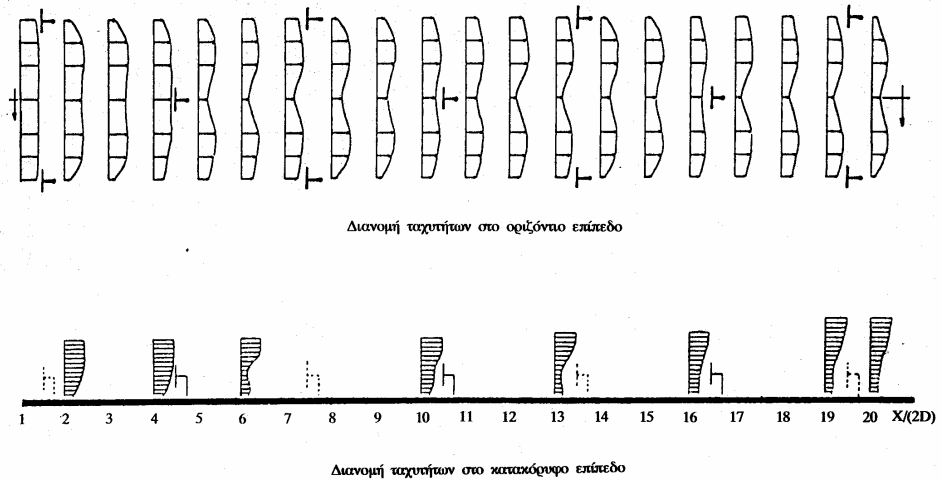 Διανομή ταχυτήτων στο οριζόντιο επίπεδο
1 2 3 4 5 6 7 8 9 10 11 12 13 14 15 16 17 18 19 20 X/(2D)
Διανομή ταχυτήτων στο κατακόρυφο επίπεδο